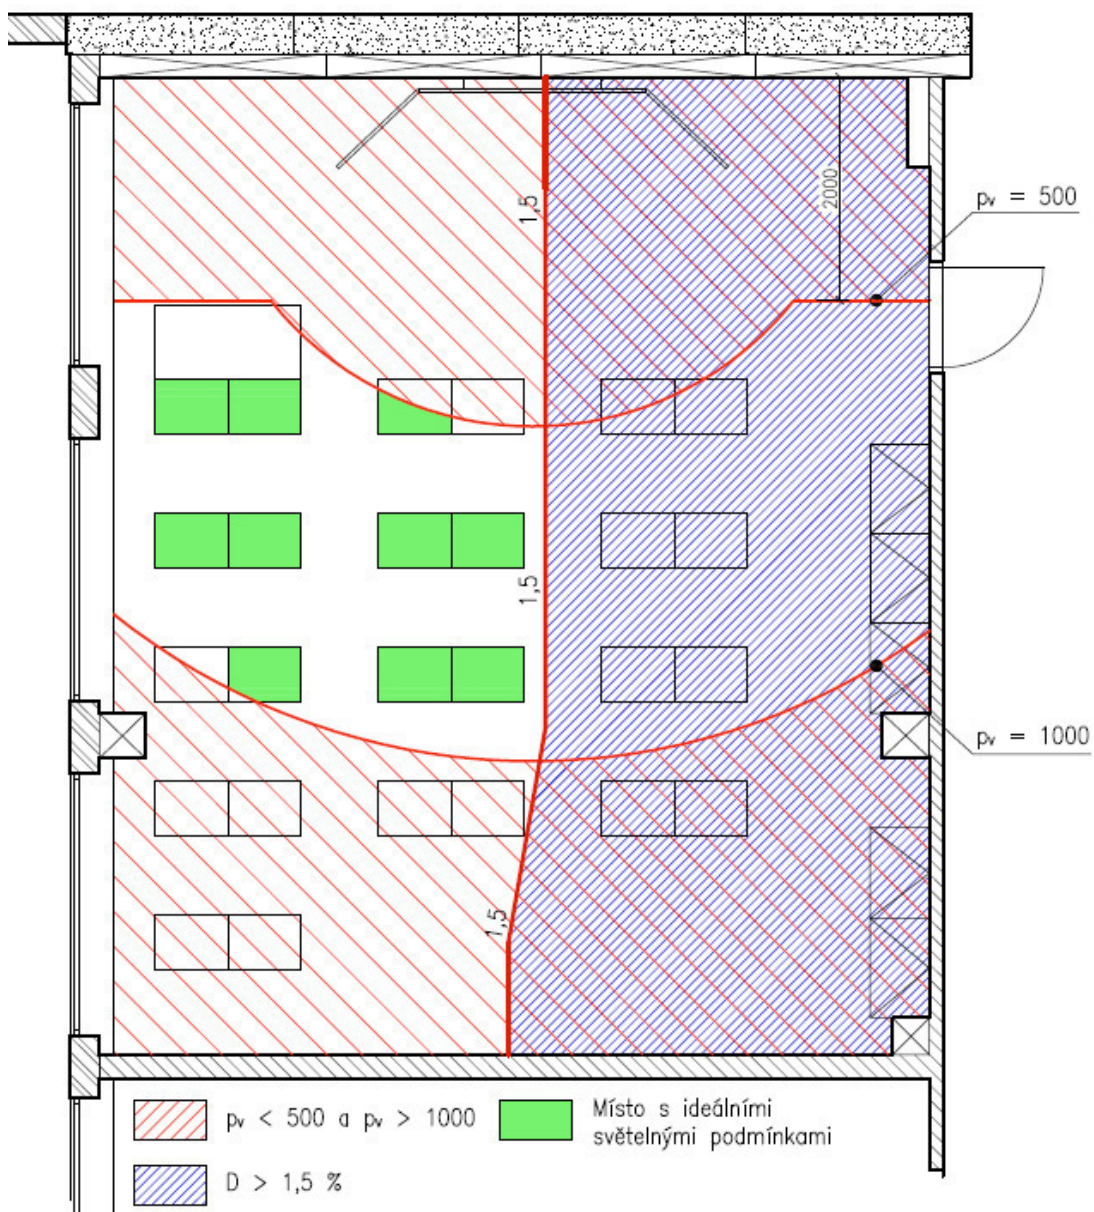 1,5
2000
pᵥ = 500
1,5
pᵥ = 1000
1,5
pᵥ < 500 a pᵥ > 1000
Místo s ideálními
světelnými podmínkami
D > 1,5 %